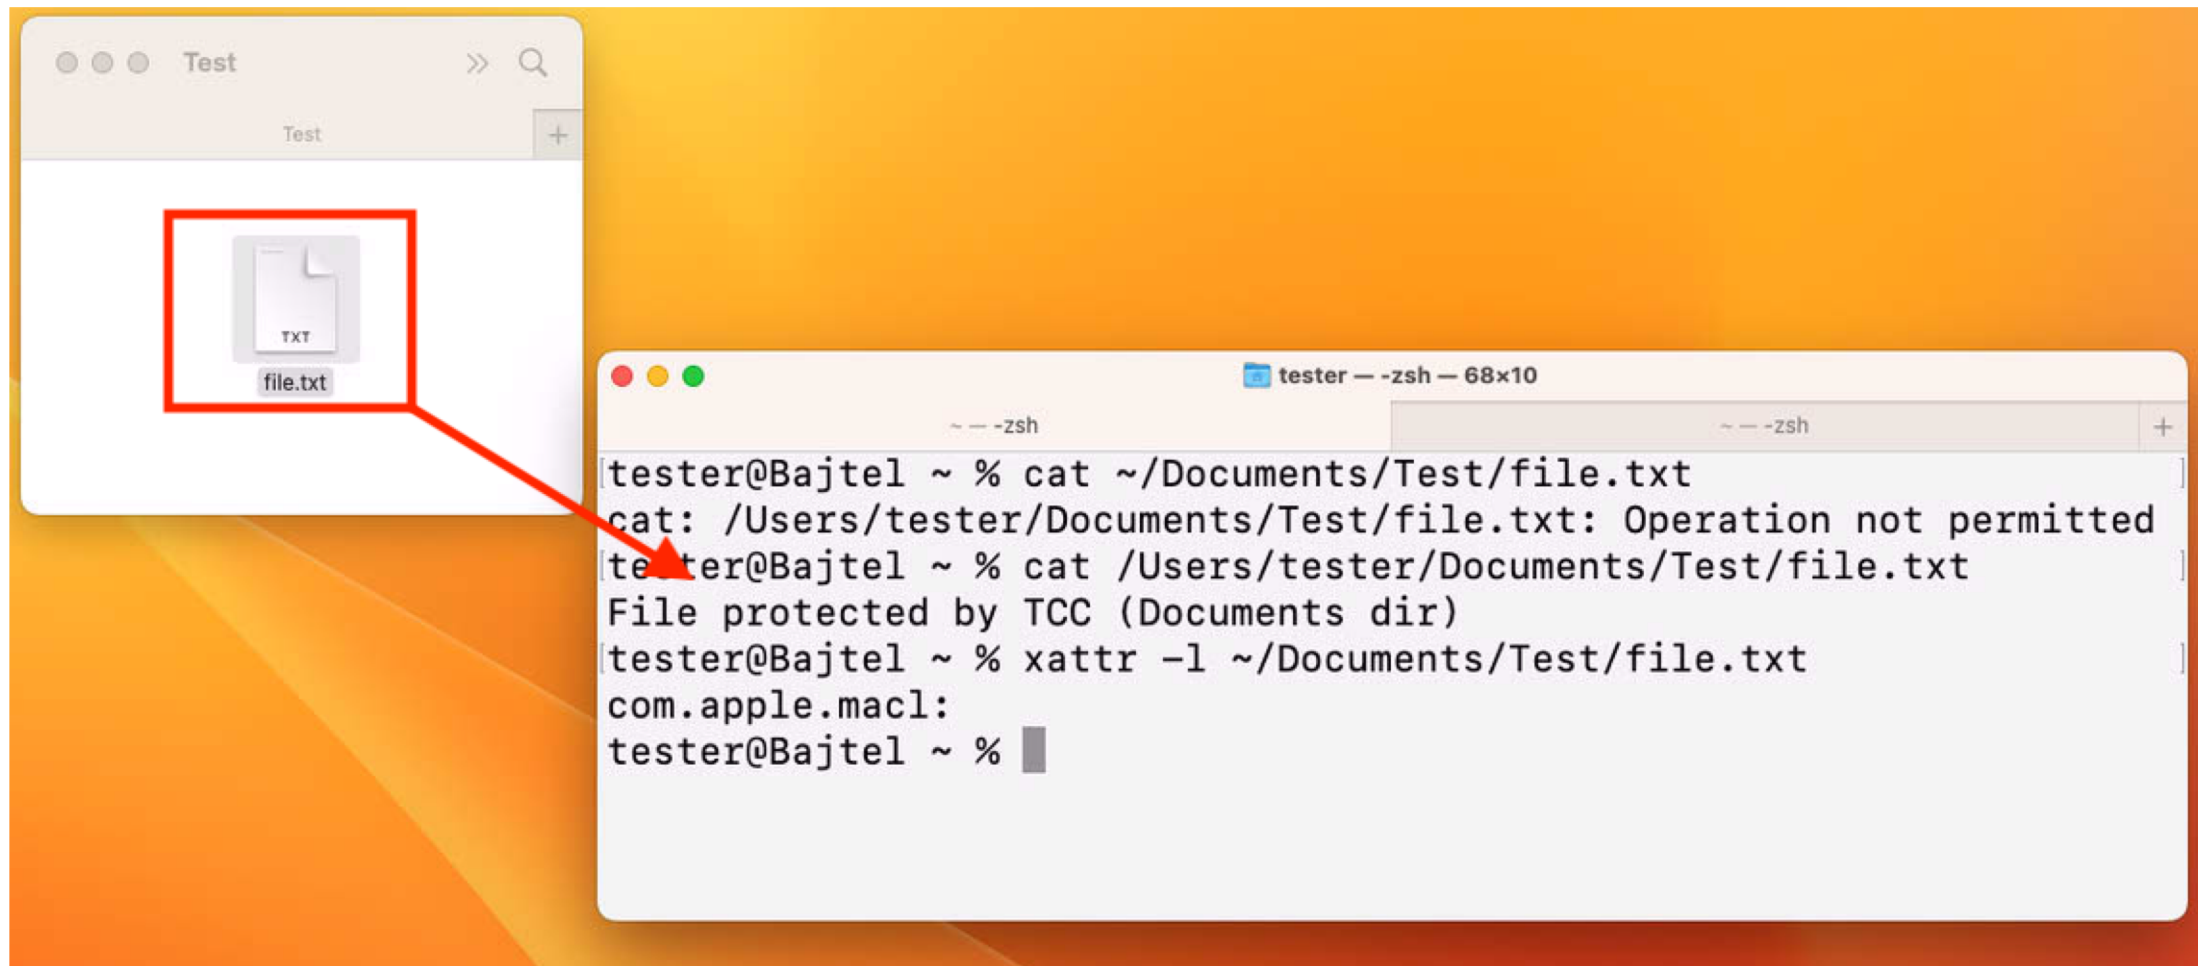 Test
Test
TXT
file.txt
tester — -zsh — 68×10
~ — -zsh
~ — -zsh
tester@Bajtel ~ % cat ~/Documents/Test/file.txt
cat: /Users/tester/Documents/Test/file.txt: Operation not permitted
tester@Bajtel ~ % cat /Users/tester/Documents/Test/file.txt
File protected by TCC (Documents dir)
tester@Bajtel ~ % xattr -l ~/Documents/Test/file.txt
com.apple.macl:
tester@Bajtel ~ %